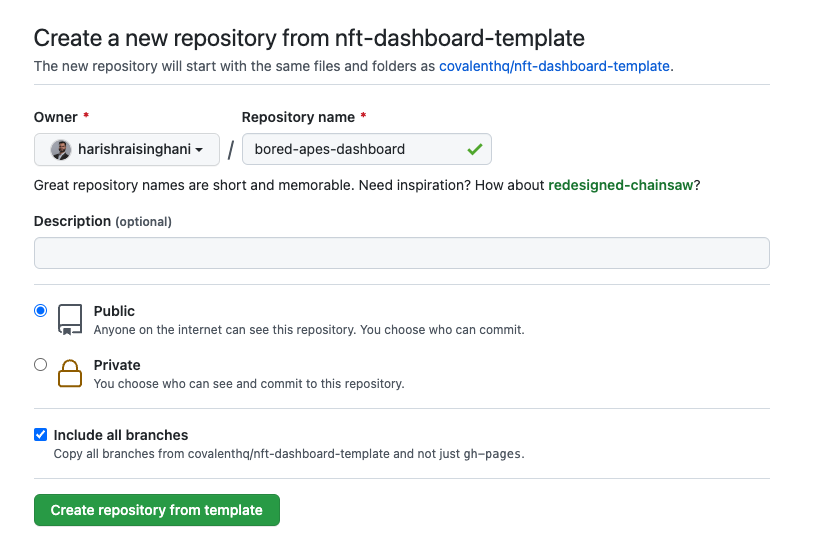 Create a new repository from nft-dashboard-template
The new repository will start with the same files and folders as covalenthq/nft-dashboard-template.
Owner * Repository name *
harishraisinghani / bored-apes-dashboard
Great repository names are short and memorable. Need inspiration? How about redesigned-chainsaw?
Description (optional)
Public
Anyone on the internet can see this repository. You choose who can commit.
Private
You choose who can see and commit to this repository.
Include all branches
Copy all branches from covalenthq/nft-dashboard-template and not just gh-pages.
Create repository from template